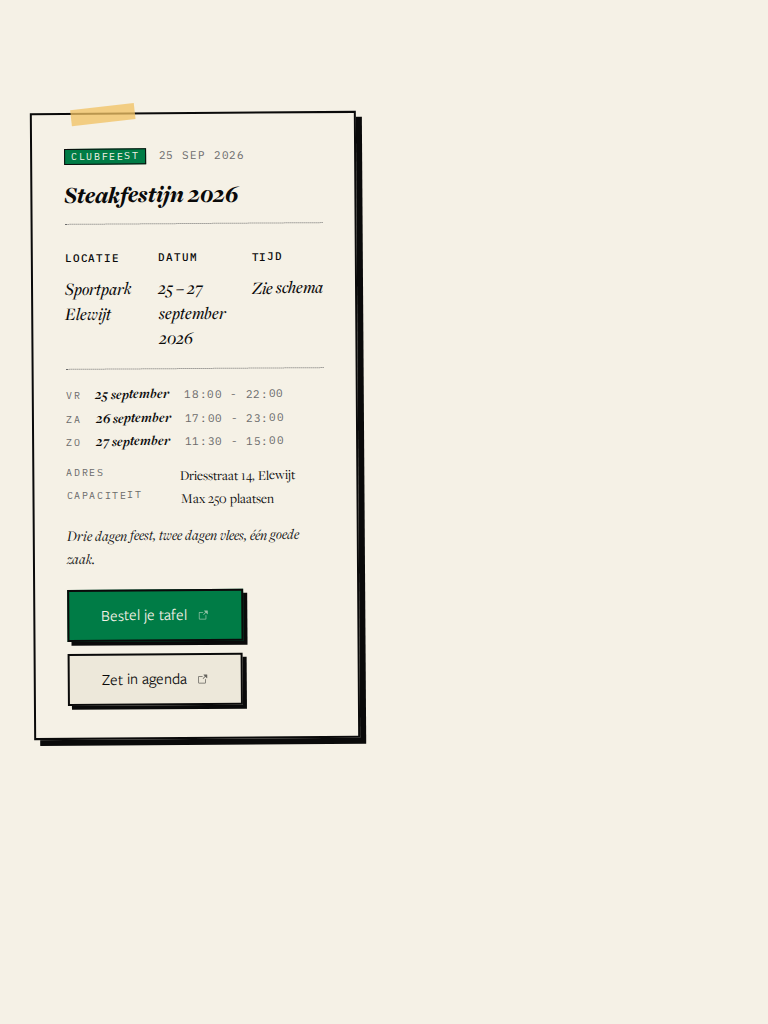 CLUBFEEST 25 SEP 2026
Steakfestijn 2026
LOCATIE DATUM TIJD
Sportpark Elewijt
25 – 27 september 2026
Zie schema
VR 25 september 18:00 - 22:00
ZA 26 september 17:00 - 23:00
ZO 27 september 11:30 - 15:00
ADRES Driesstraat 14, Elewijt
CAPACITEIT Max 250 plaatsen
Drie dagen feest, twee dagen vlees, één goede
zaak.
Bestel je tafel
Zet in agenda